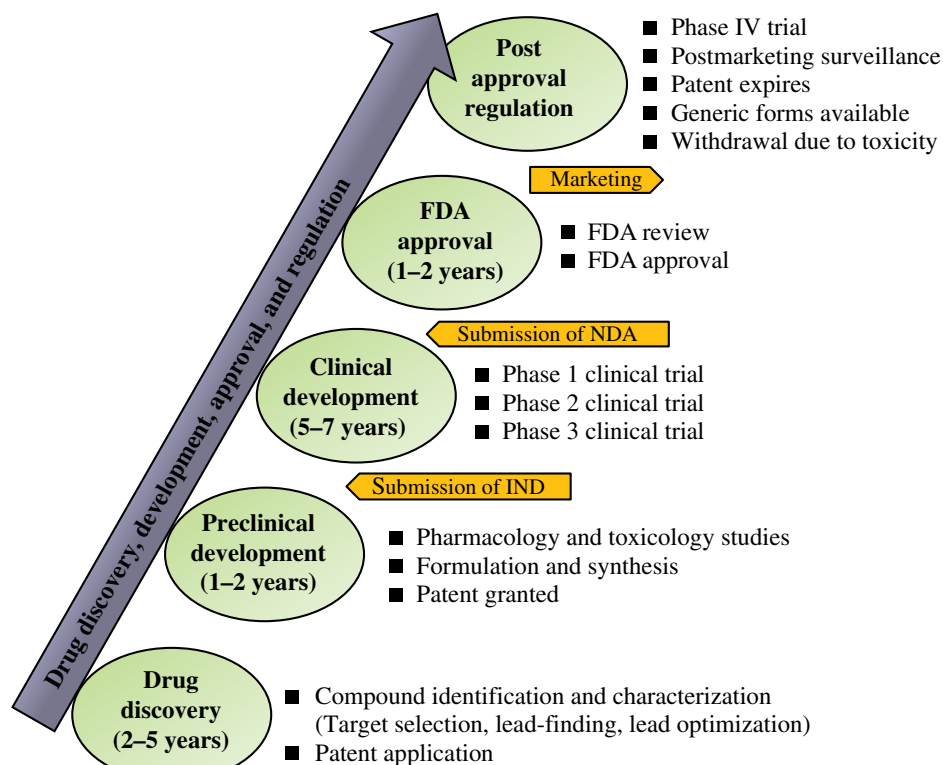 Post
approval
regulation
■ Phase IV trial
■ Postmarketing surveillance
■ Patent expires
■ Generic forms available
■ Withdrawal due to toxicity
Marketing
FDA
approval
(1–2 years)
■ FDA review
■ FDA approval
Submission of NDA
Clinical
development
(5–7 years)
■ Phase 1 clinical trial
■ Phase 2 clinical trial
■ Phase 3 clinical trial
Submission of IND
Preclinical
development
(1–2 years)
■ Pharmacology and toxicology studies
■ Formulation and synthesis
■ Patent granted
Drug
discovery
(2–5 years)
■ Compound identification and characterization
(Target selection, lead-finding, lead optimization)
■ Patent application
Drug discovery, development, approval, and regulation